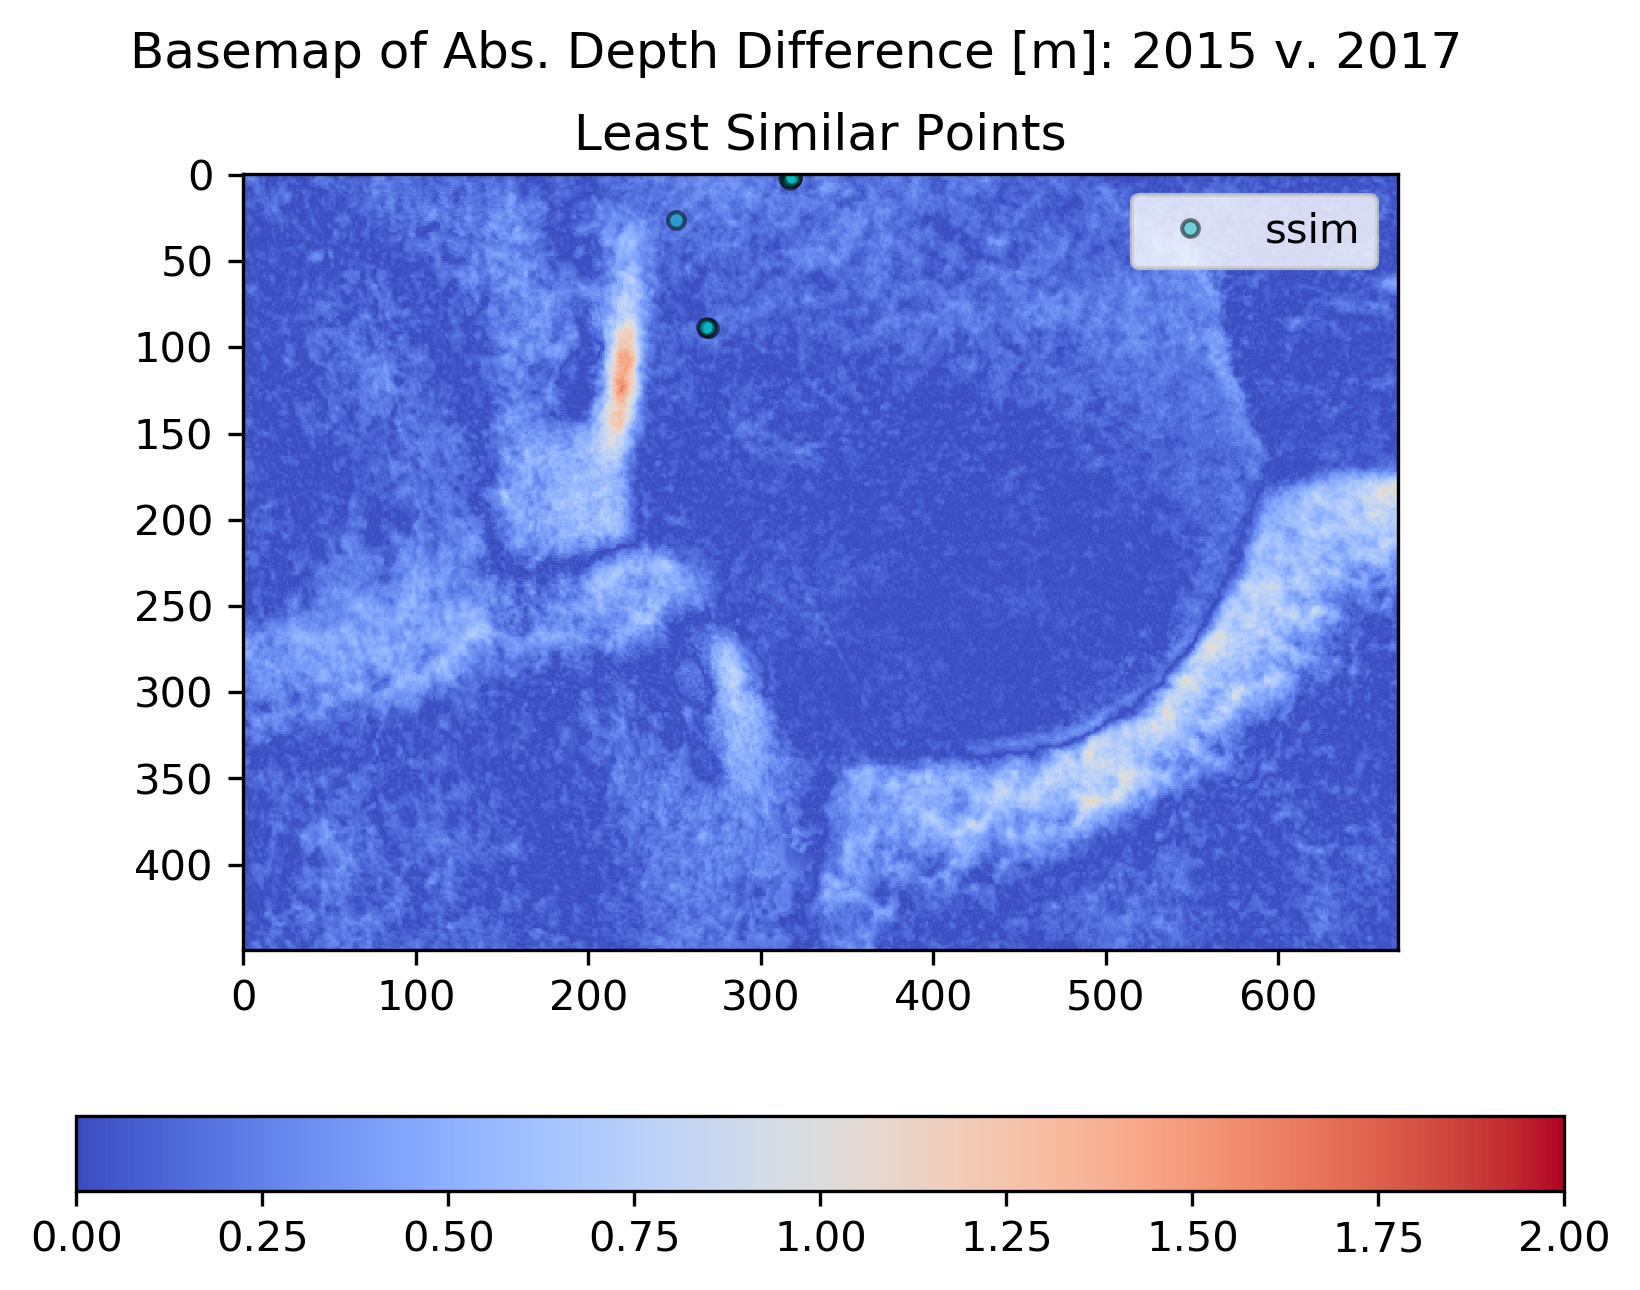 Basemap of Abs. Depth Difference [m]: 2015 v. 2017
Least Similar Points
ssim
0
50
100
150
200
250
300
350
400
0 100 200 300 400 500 600
0.00 0.25 0.50 0.75 1.00 1.25 1.50 1.75 2.00